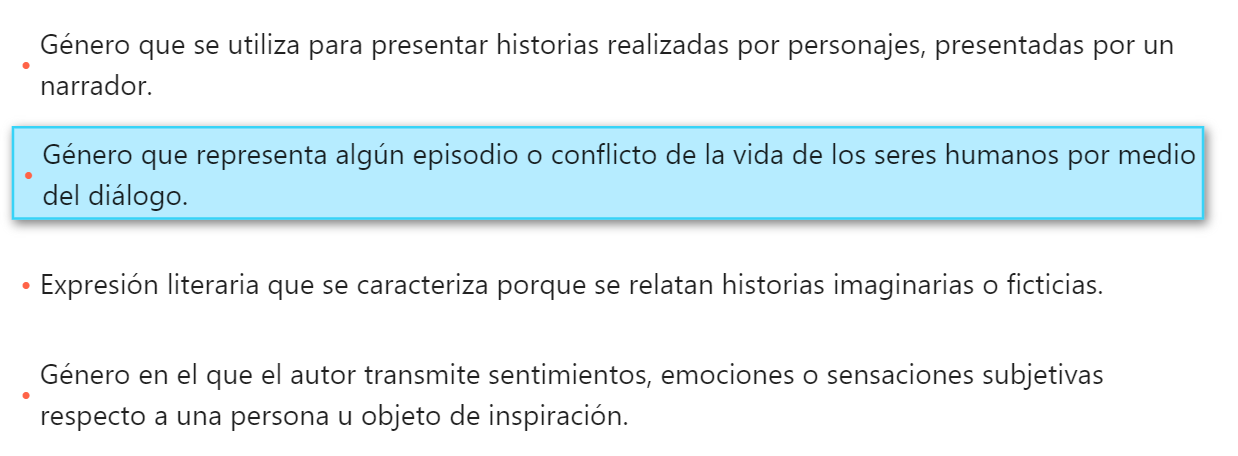 Género que se utiliza para presentar historias realizadas por personajes, presentadas por un
narrador.
Género que representa algún episodio o conflicto de la vida de los seres humanos por medio
del diálogo.
Expresión literaria que se caracteriza porque se relatan historias imaginarias o ficticias.
Género en el que el autor transmite sentimientos, emociones o sensaciones subjetivas
respecto a una persona u objeto de inspiración.